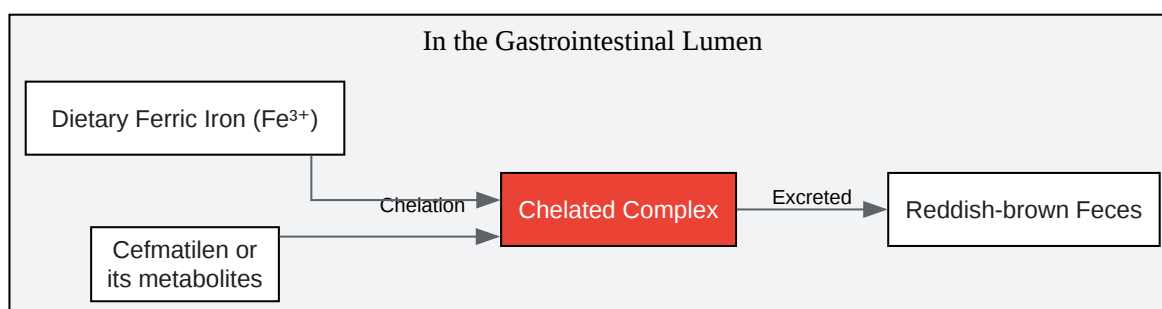 In the Gastrointestinal Lumen
Dietary Ferric Iron (Fe³⁺)
Chelation
Cefmatilen or
its metabolites
Chelated Complex
Excreted
Reddish-brown Feces